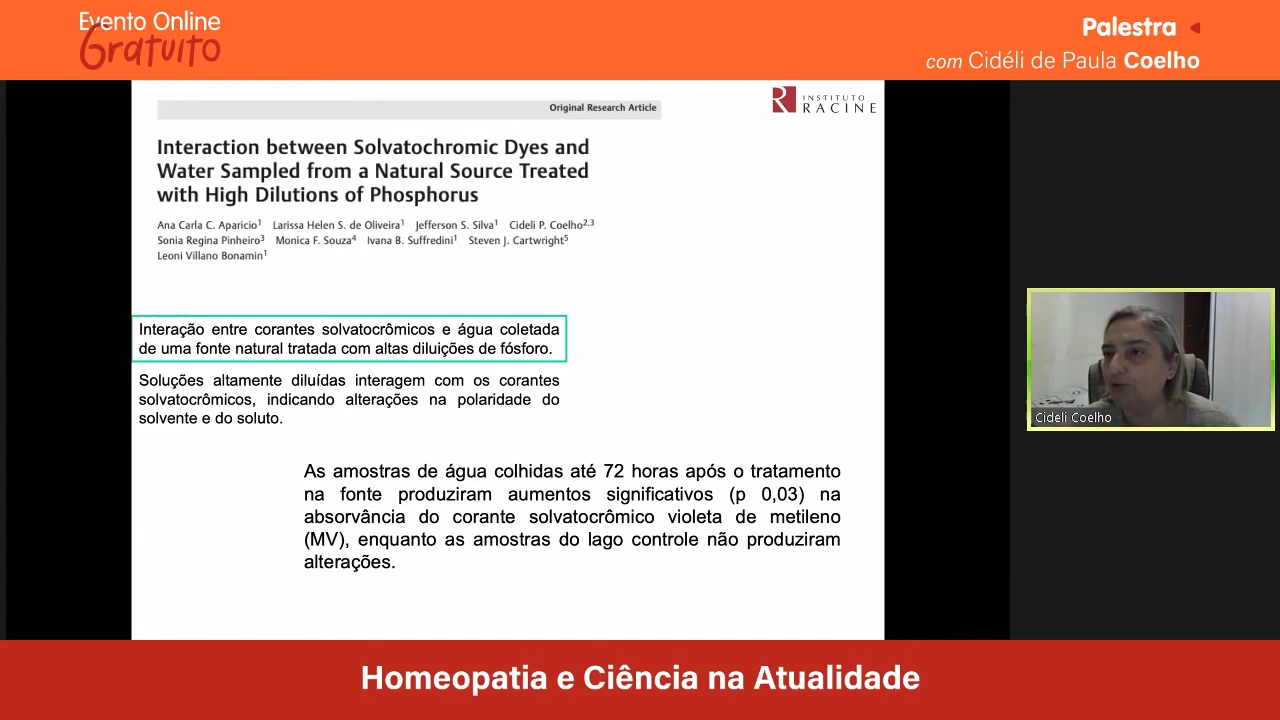 Evento Online
Gratuito
Palestra
com Cidéli de Paula Coelho
Original Research Article
INSTITUTO
RACINE
Interaction between Solvatochromic Dyes and
Water Sampled from a Natural Source Treated
with High Dilutions of Phosphorus
Ana Carla C. Aparicio1 Larissa Helen S. de Oliveira1 Jefferson S. Silva1 Cideli P. Coelho2,3
Sonia Regina Pinheiro3 Monica F. Souza4 Ivana B. Suffredini1 Steven J. Cartwright5
Leoni Villano Bonamin1
Interação entre corantes solvatocrômicos e água coletada
de uma fonte natural tratada com altas diluições de fósforo.
Soluções altamente diluídas interagem com os corantes
solvatocrômicos, indicando alterações na polaridade do
solvente e do soluto.
As amostras de água colhidas até 72 horas após o tratamento
na fonte produziram aumentos significativos (p 0,03) na
absorvância do corante solvatocrômico violeta de metileno
(MV), enquanto as amostras do lago controle não produziram
alterações.
Cideli Coelho
Homeopatia e Ciência na Atualidade